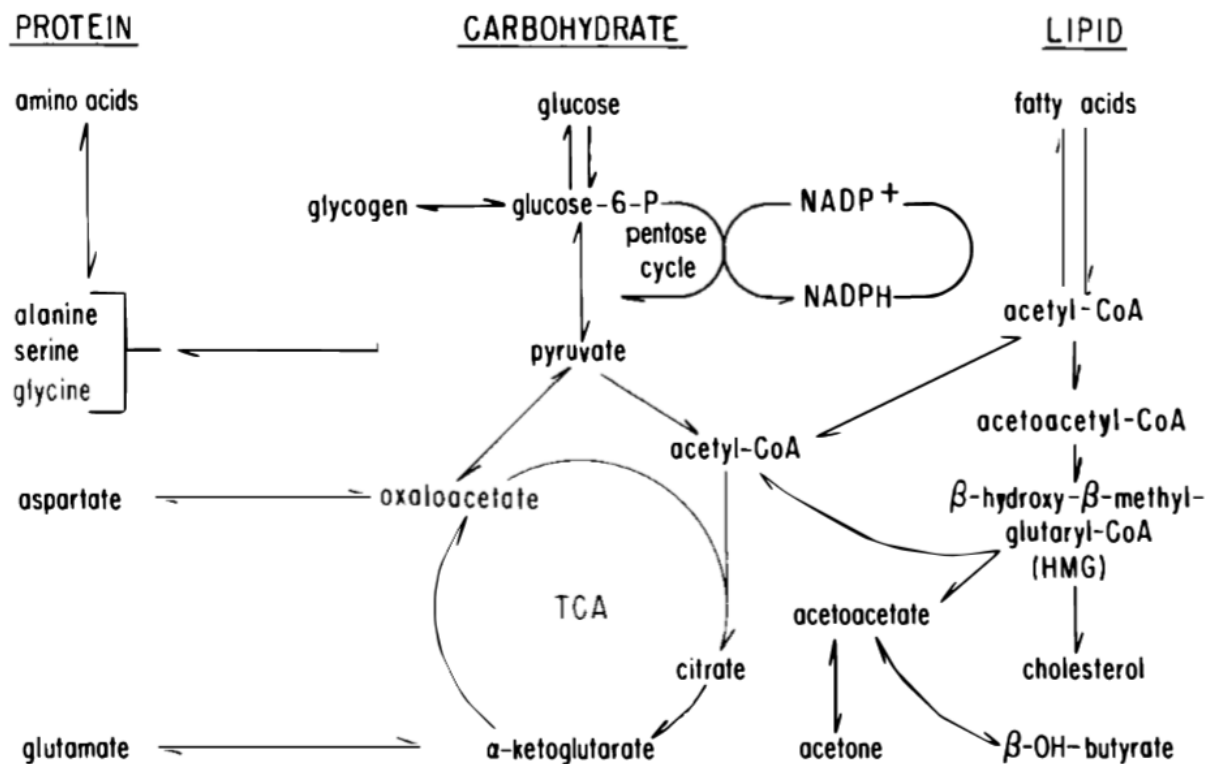 PROTEIN
CARBOHYDRATE
LIPID
amino acids
glucose
fatty acids
glycogen
glucose-6-P
NADP+
pentose
cycle
NADPH
alanine
serine
glycine
pyruvate
acetyl-CoA
acetoacetyl-CoA
acetyl-CoA
aspartate
oxaloacetate
β-hydroxy-β-methyl-
glutaryl-CoA
(HMG)
TCA
acetoacetate
citrate
cholesterol
glutamate
α-ketoglutarate
acetone
β-OH-butyrate